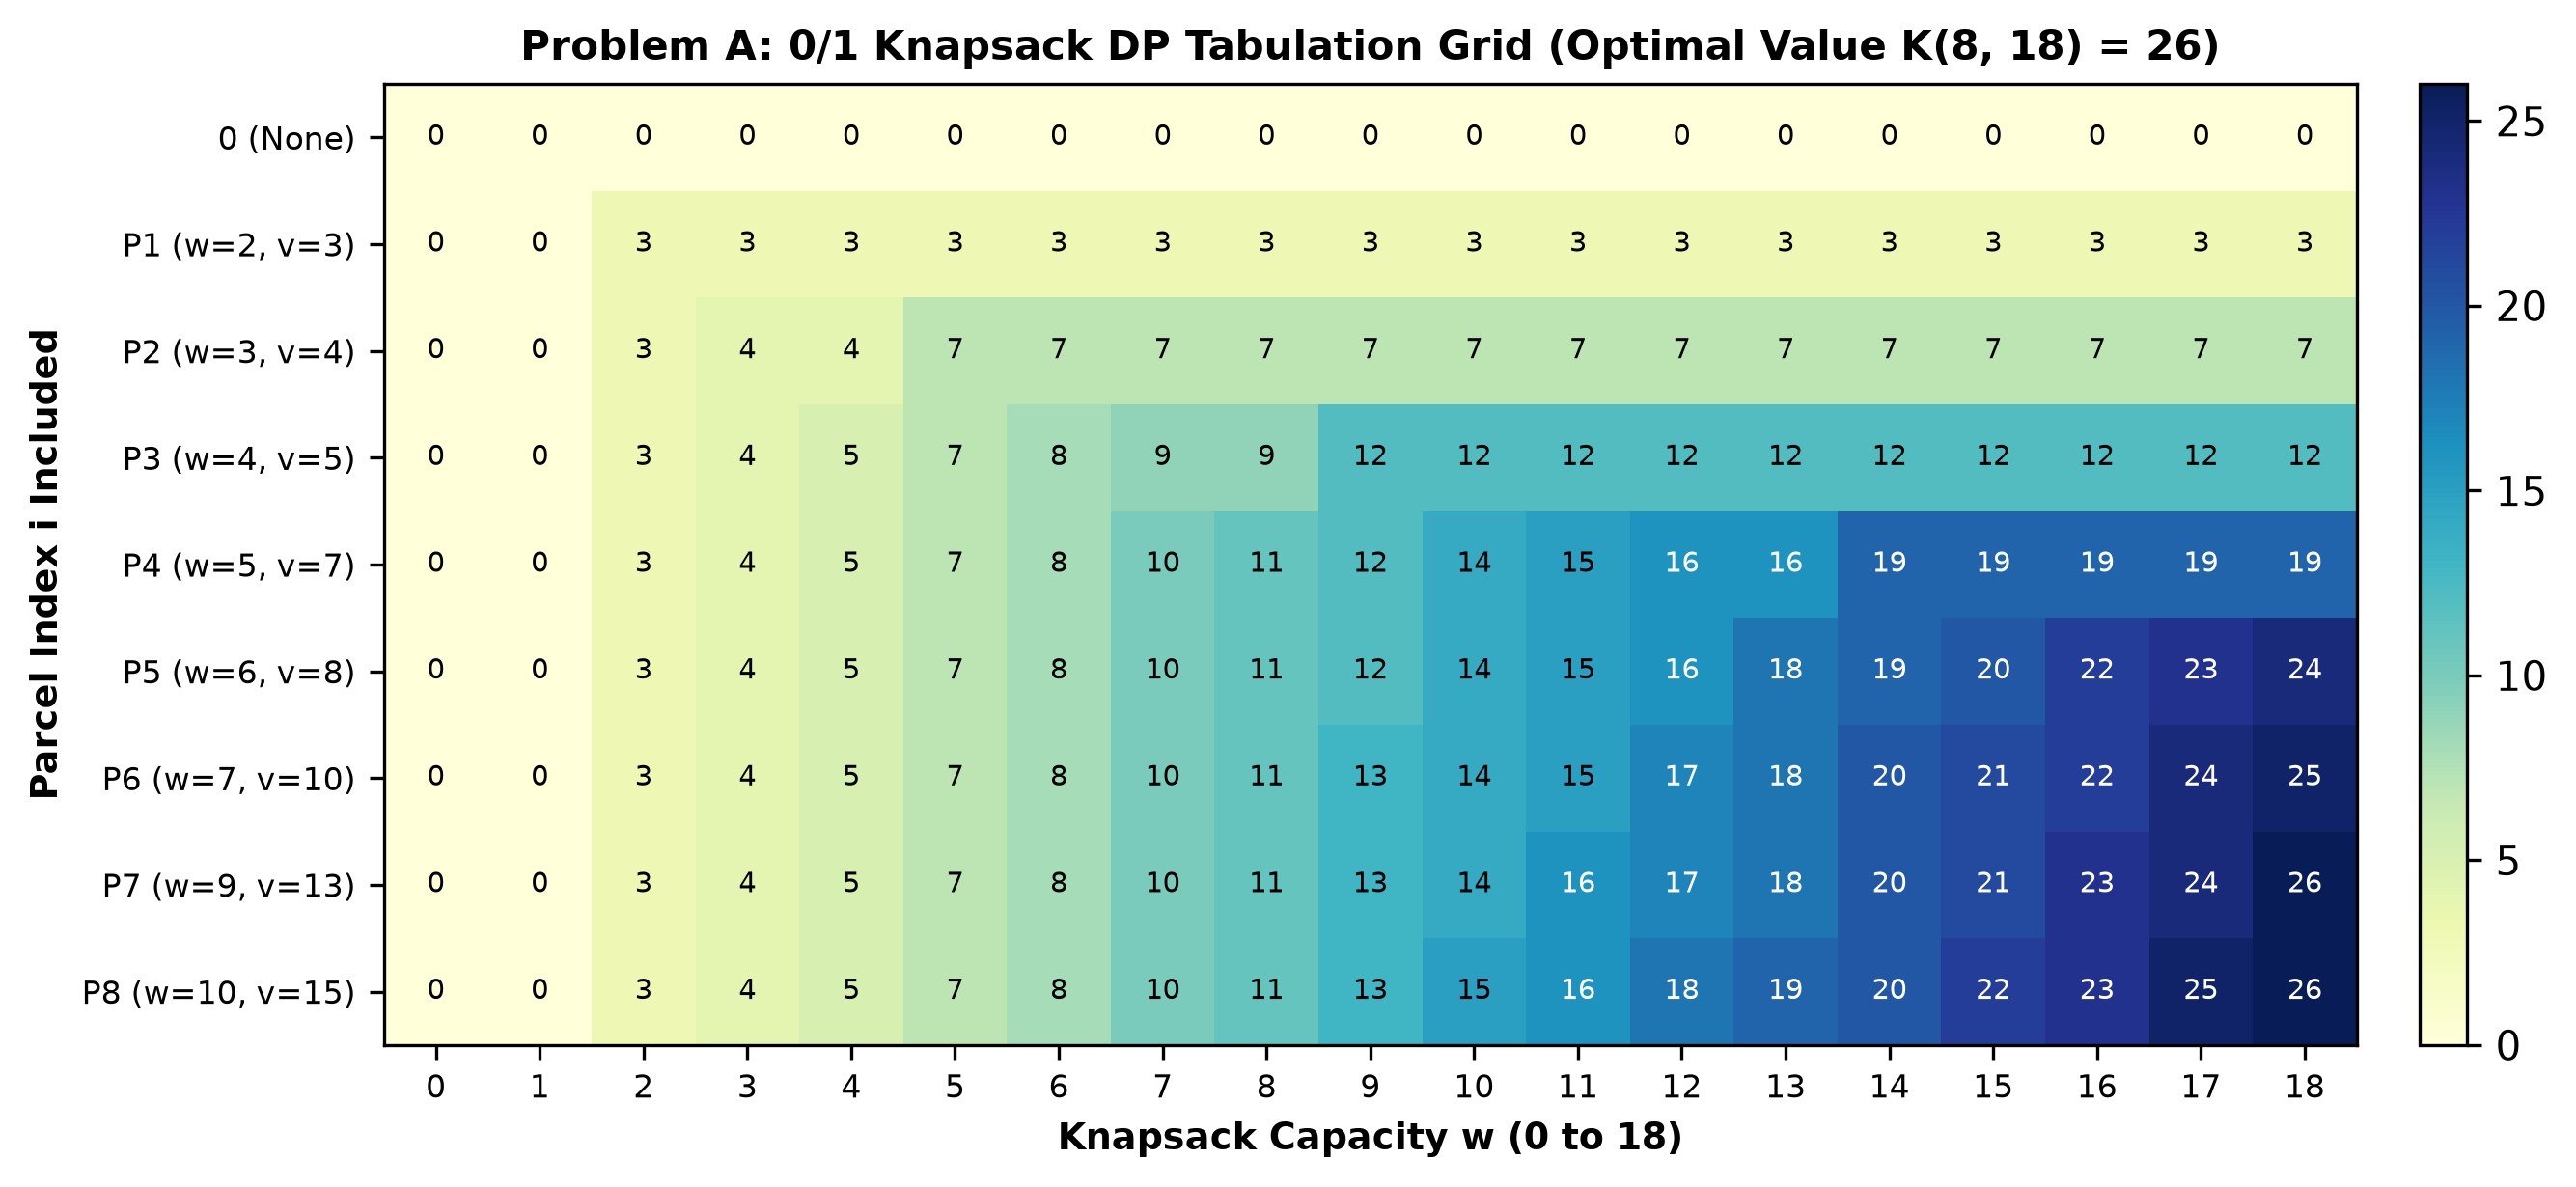 Problem A: 0/1 Knapsack DP Tabulation Grid (Optimal Value K(8, 18) = 26)
Parcel Index i Included
0 (None) 0 0 0 0 0 0 0 0 0 0 0 0 0 0 0 0 0 0 0
P1 (w=2, v=3) 0 0 3 3 3 3 3 3 3 3 3 3 3 3 3 3 3 3 3
P2 (w=3, v=4) 0 0 3 4 4 7 7 7 7 7 7 7 7 7 7 7 7 7 7
P3 (w=4, v=5) 0 0 3 4 5 7 8 9 9 12 12 12 12 12 12 12 12 12 12
P4 (w=5, v=7) 0 0 3 4 5 7 8 10 11 12 14 15 16 16 19 19 19 19 19
P5 (w=6, v=8) 0 0 3 4 5 7 8 10 11 12 14 15 16 18 19 20 22 23 24
P6 (w=7, v=10) 0 0 3 4 5 7 8 10 11 13 14 15 17 18 20 21 22 24 25
P7 (w=9, v=13) 0 0 3 4 5 7 8 10 11 13 14 16 17 18 20 21 23 24 26
P8 (w=10, v=15) 0 0 3 4 5 7 8 10 11 13 15 16 18 19 20 22 23 25 26
0 1 2 3 4 5 6 7 8 9 10 11 12 13 14 15 16 17 18
Knapsack Capacity w (0 to 18)
25
20
15
10
5
0